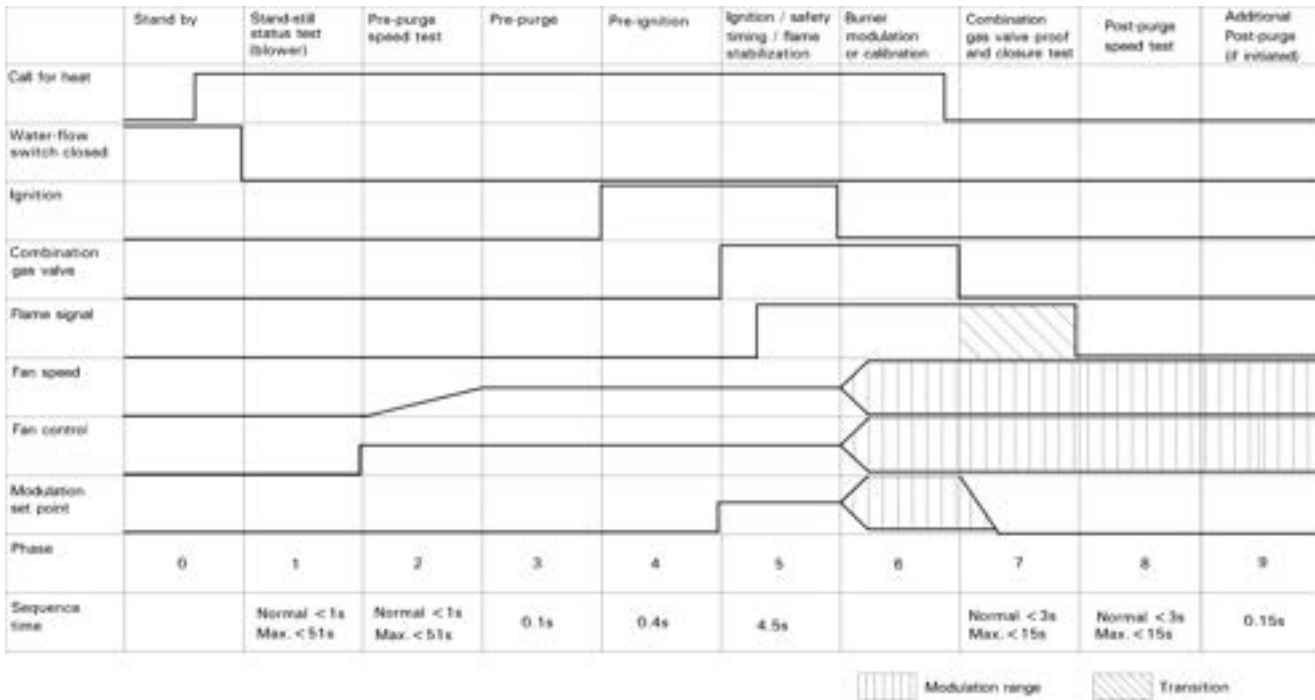 Stand by
Stand-still
status test
(blower)
Pre-purge
speed test
Pre-purge
Pre-ignition
Ignition / safety
timing / flame
stabilization
Burner
modulation
or calibration
Combination
gas valve proof
and closure test
Post-purge
speed test
Additional
Post-purge
(if initiated)
Call for heat
Water-flow
switch closed
Ignition
Combination
gas valve
Flame signal
Fan speed
Fan control
Modulation
set point
Phase
0 1 2 3 4 5 6 7 8 9
Sequence
time
Normal <1s
Max. <51s
Normal <1s
Max. <51s
0.1s
0.4s
4.5s
Normal <3s
Max. <15s
Normal <3s
Max. <15s
0.15s
Modulation range
Transition